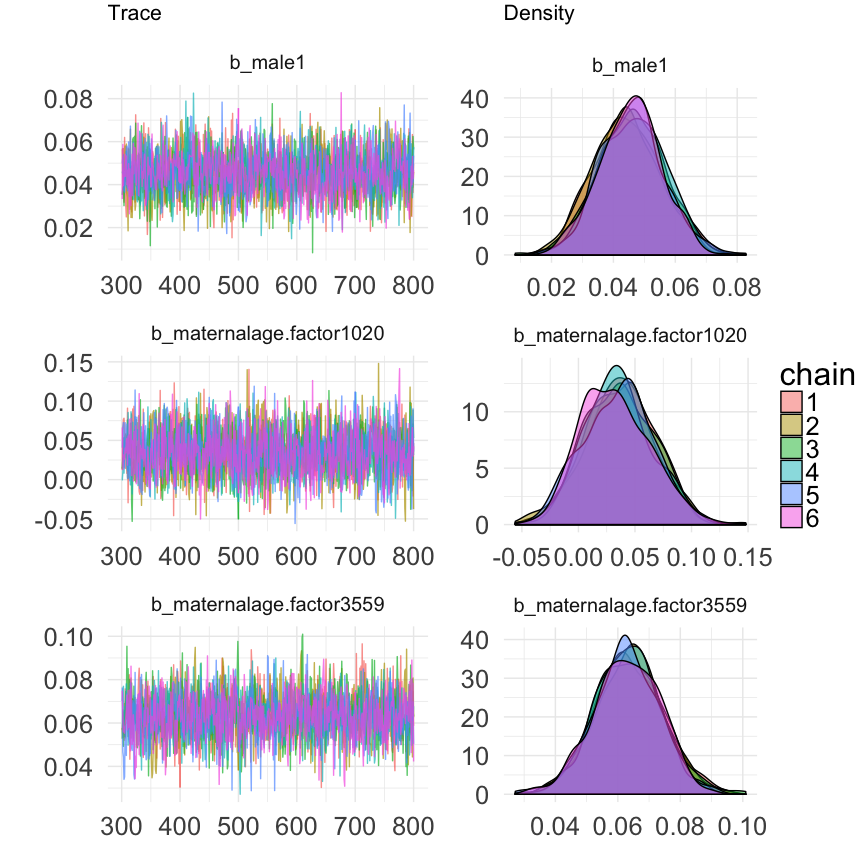 Trace Density
b_male1 b_male1
0.08
0.06
0.04
0.02
300 400 500 600 700 800
40
30
20
10
0
0.02 0.04 0.06 0.08
b_maternalage.factor1020 b_maternalage.factor1020
0.15
0.10
0.05
0.00
-0.05
300 400 500 600 700 800
10
5
0
-0.05 0.00 0.05 0.10 0.15
b_maternalage.factor3559 b_maternalage.factor3559
0.10
0.08
0.06
0.04
300 400 500 600 700 800
40
30
20
10
0
0.04 0.06 0.08 0.10
chain
1
2
3
4
5
6